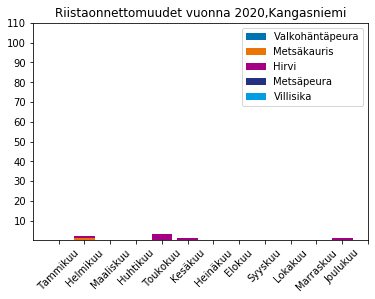 Riistaonnettomuudet vuonna 2020,Kangasniemi
Valkohäntäpeura
Metsäkauris
Hirvi
Metsäpeura
Villisika
110
100
90
80
70
60
50
40
30
20
10
Tammikuu
Helmikuu
Maaliskuu
Huhtikuu
Toukokuu
Kesäkuu
Heinäkuu
Elokuu
Syyskuu
Lokakuu
Marraskuu
Joulukuu